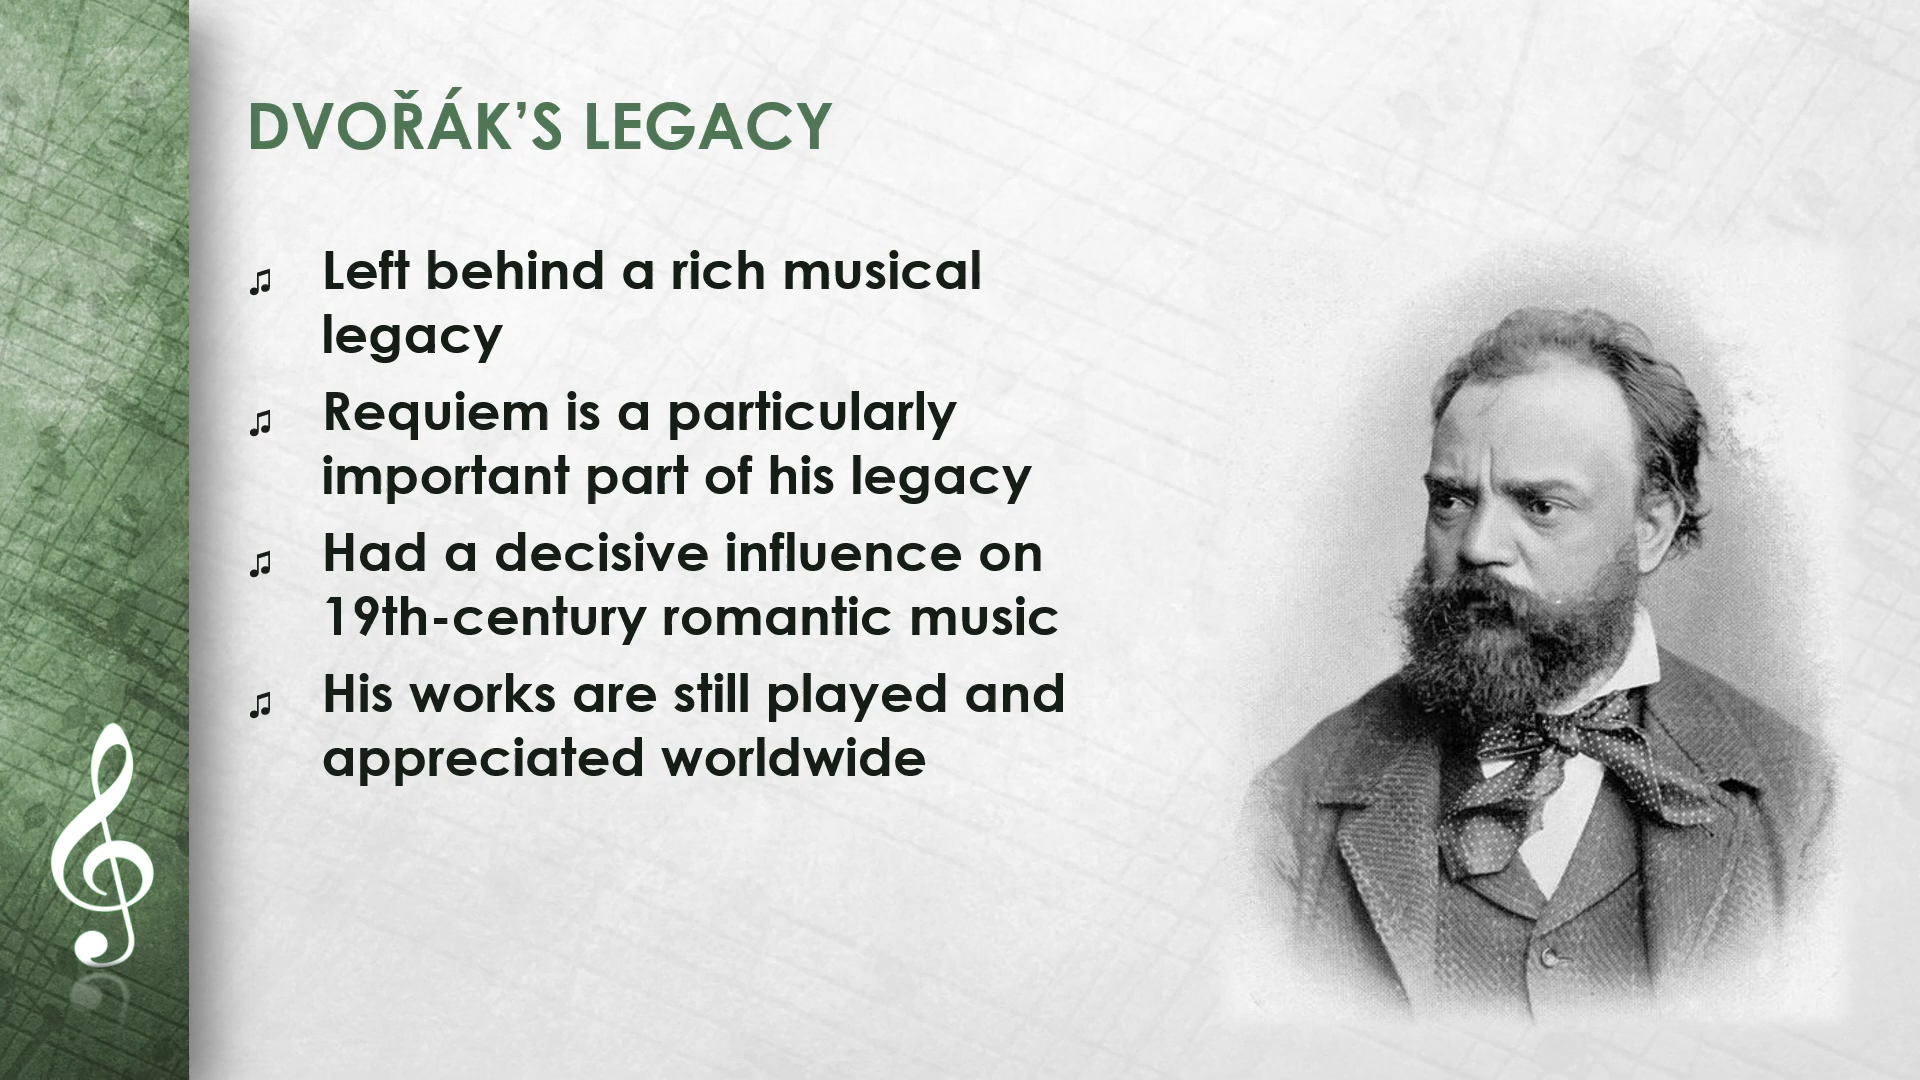 DVOŘÁK’S LEGACY
♫ Left behind a rich musical
legacy
♫ Requiem is a particularly
important part of his legacy
♫ Had a decisive influence on
19th-century romantic music
♫ His works are still played and
appreciated worldwide